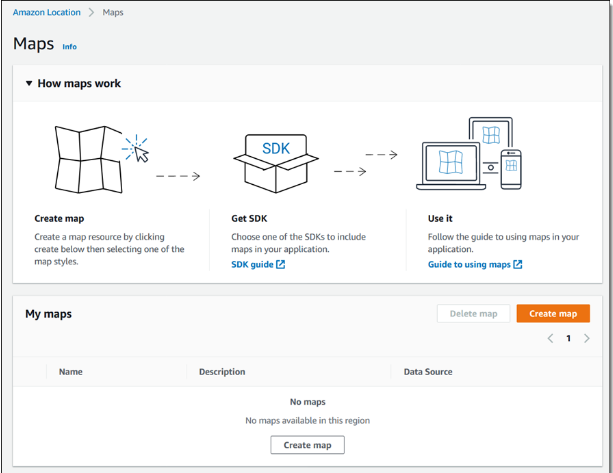 Amazon Location > Maps
Maps Info
How maps work
SDK
Create map
Create a map resource by clicking
create below then selecting one of the
map styles.
Get SDK
Choose one of the SDKs to include
maps in your application.
SDK guide
Use it
Follow the guide to using maps in your
application.
Guide to using maps
My maps
Delete map
Create map
< 1 >
Name Description Data Source
No maps
No maps available in this region
Create map